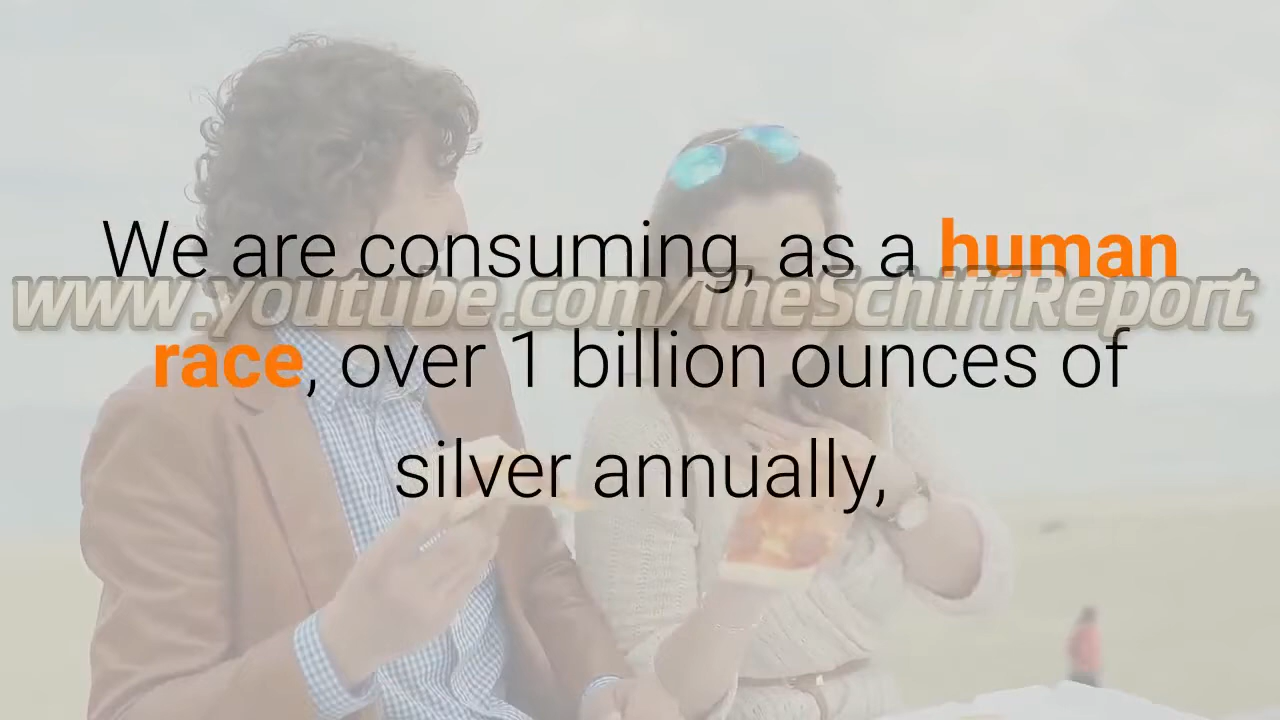 We are consuming, as a human
www.youtube.com/TheSchiffReport
race, over 1 billion ounces of
silver annually,